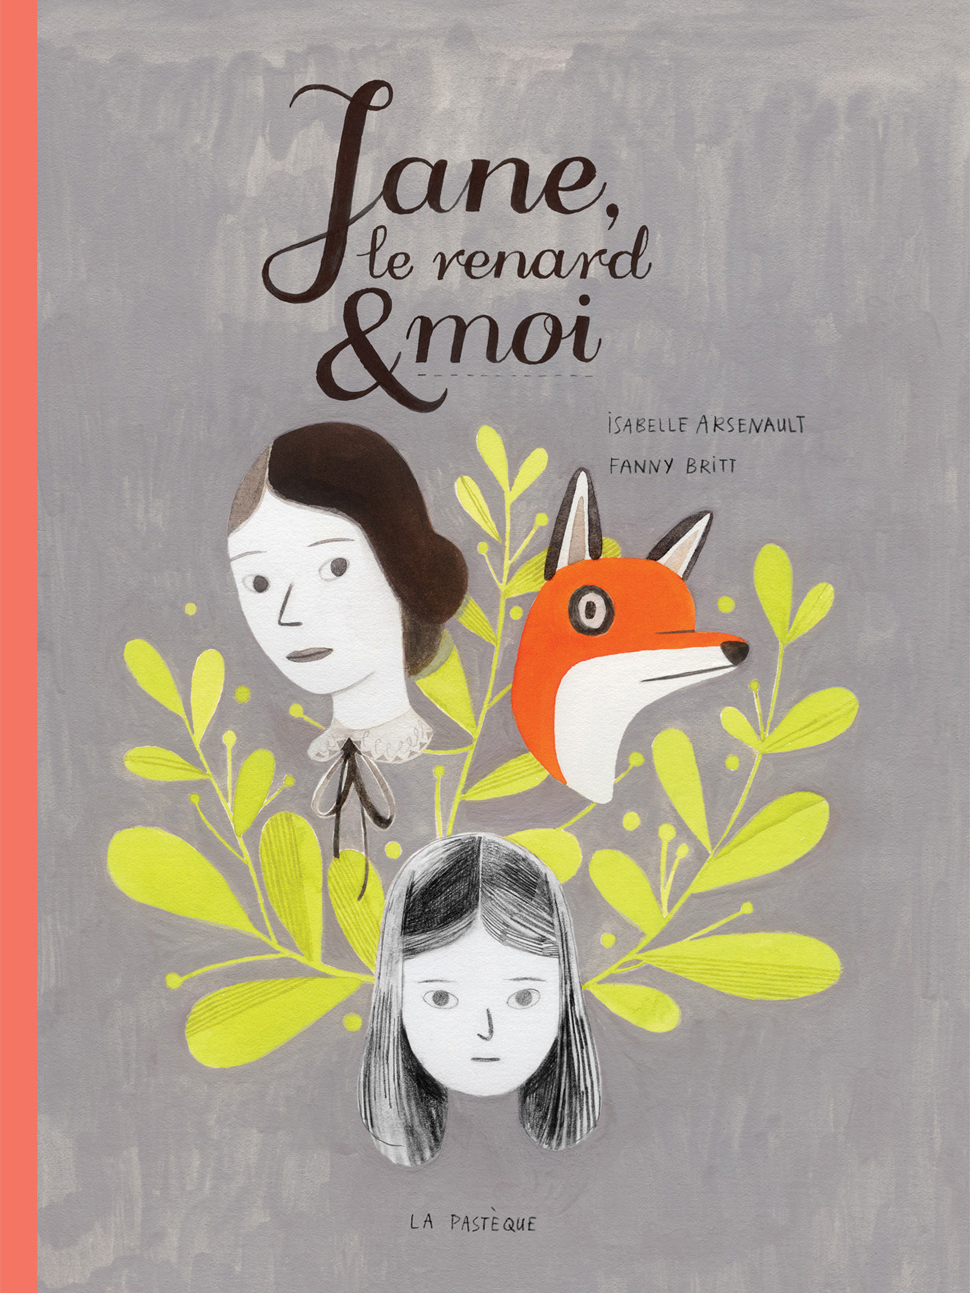 Jane,
le renard
& moi
ISABELLE ARSENAULT
FANNY BRITT
LA PASTÈQUE